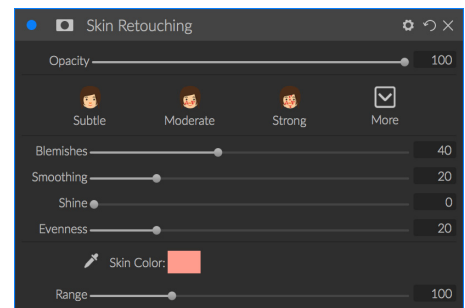 Skin Retouching
Opacity 100
Subtle Moderate Strong More
Blemishes 40
Smoothing 20
Shine 0
Evenness 20
Skin Color:
Range 100